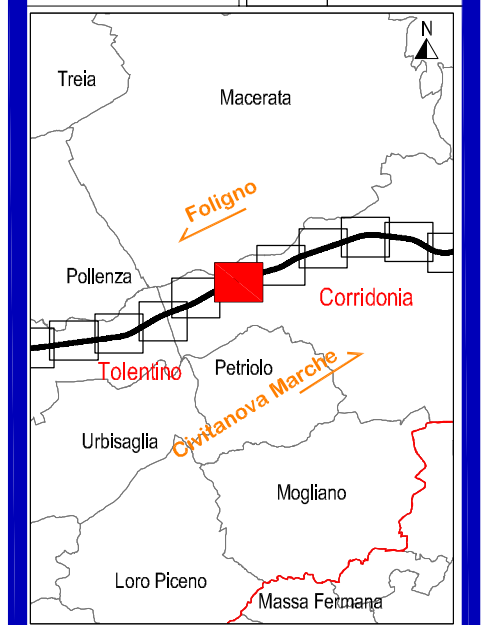 N
Treia
Macerata
Foligno
Pollenza
Corridonia
Tolentino
Petriolo
Civitanova Marche
Urbisaglia
Mogliano
Loro Piceno
Massa Fermana